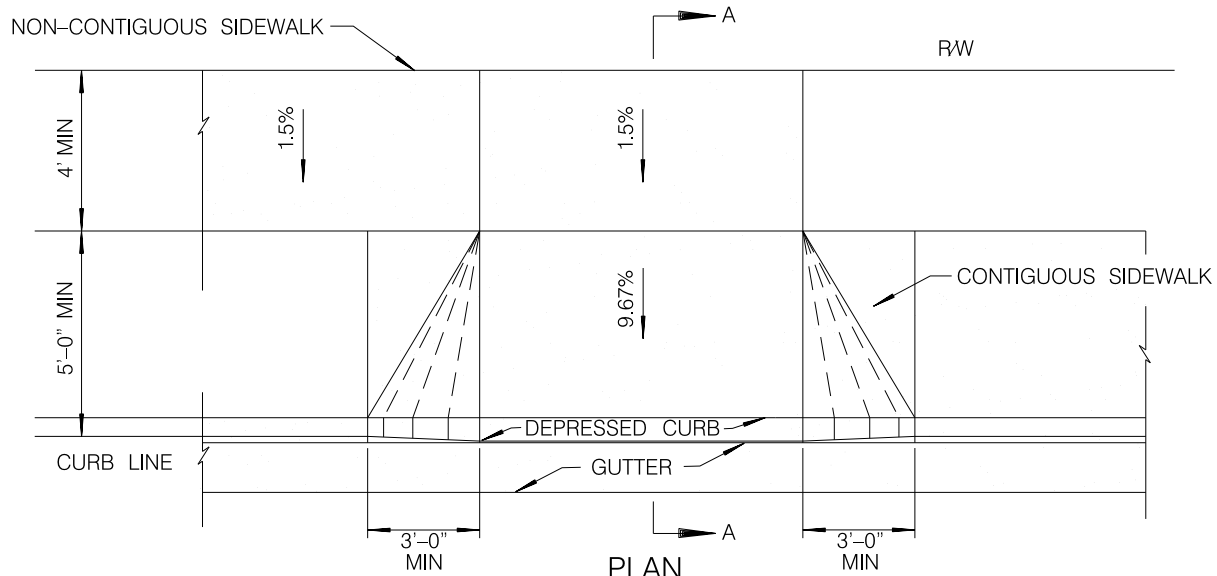 A
NON–CONTIGUOUS SIDEWALK
R/W
4' MIN
1.5%
1.5%
5'–0" MIN
9.67%
CONTIGUOUS SIDEWALK
DEPRESSED CURB
CURB LINE
GUTTER
A
3'–0"
MIN
3'–0"
MIN
PLAN